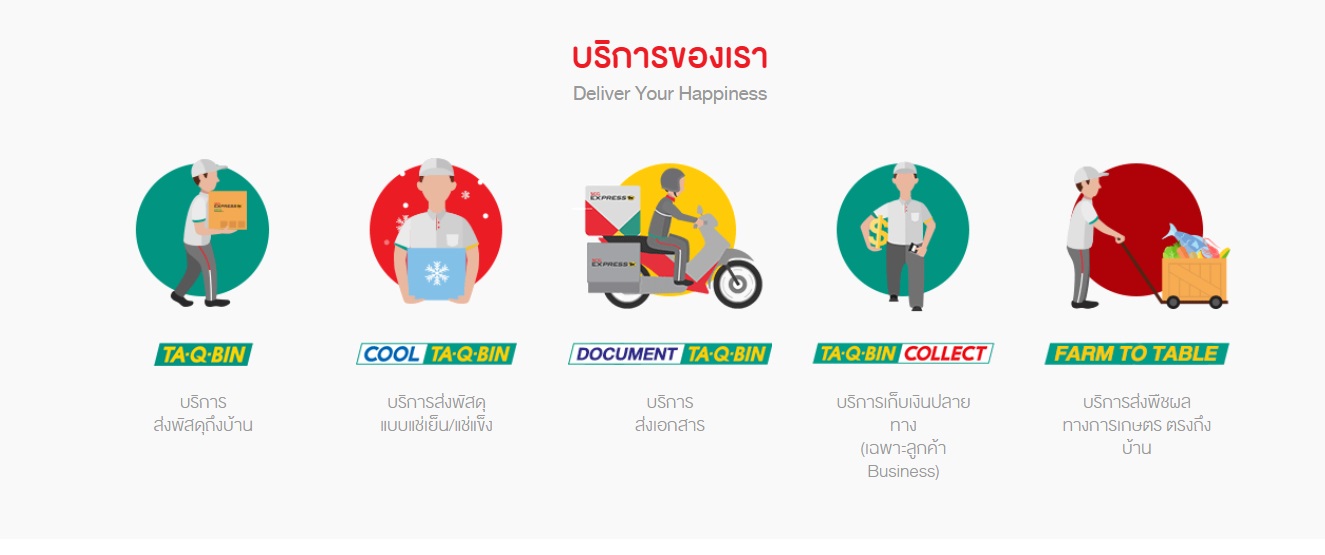 บริการของเรา
Deliver Your Happiness
EXPRESS
EXPRESS
EXPRESS
TA·Q·BIN
COOL TA·Q·BIN
DOCUMENT TA·Q·BIN
TA·Q·BIN COLLECT
FARM TO TABLE
บริการ
ส่งพัสดุถึงบ้าน
บริการส่งพัสดุ
แบบแช่เย็น/แช่แข็ง
บริการ
ส่งเอกสาร
บริการเก็บเงินปลาย
ทาง
(เฉพาะลูกค้า
Business)
บริการส่งพืชผล
ทางการเกษตร ตรงถึง
บ้าน